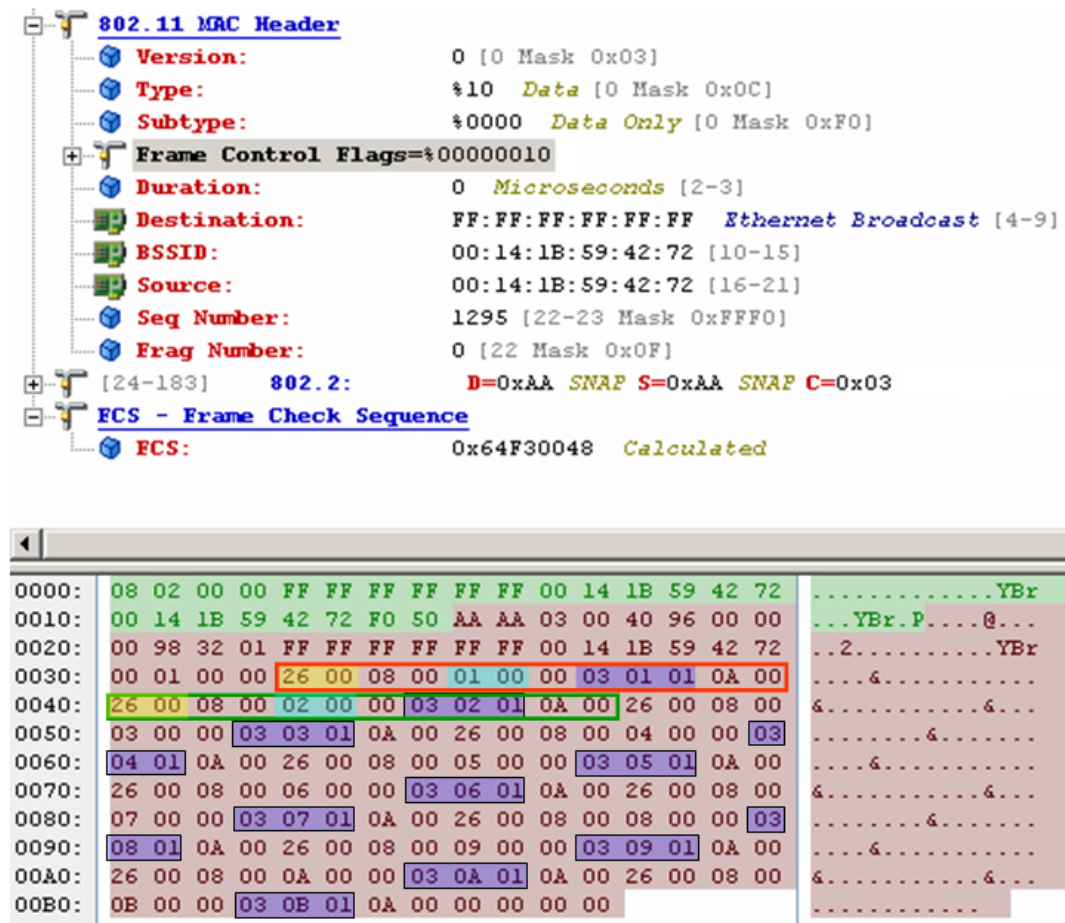 802.11 MAC Header
Version: 0 [0 Mask 0x03]
Type: %10 Data [0 Mask 0x0C]
Subtype: %0000 Data Only [0 Mask 0xF0]
Frame Control Flags=%00000010
Duration: 0 Microseconds [2-3]
Destination: FF:FF:FF:FF:FF:FF Ethernet Broadcast [4-9]
BSSID: 00:14:1B:59:42:72 [10-15]
Source: 00:14:1B:59:42:72 [16-21]
Seq Number: 1295 [22-23 Mask 0xFFF0]
Frag Number: 0 [22 Mask 0x0F]
[24-183] 802.2: D=0xAA SNAP S=0xAA SNAP C=0x03
FCS - Frame Check Sequence
FCS: 0x64F30048 Calculated
0000: 08 02 00 00 FF FF FF FF FF FF 00 14 1B 59 42 72 .............YBr
0010: 00 14 1B 59 42 72 F0 50 AA AA 03 00 40 96 00 00 ...YBr.P....@...
0020: 00 98 32 01 FF FF FF FF FF FF 00 14 1B 59 42 72 ..2..........YBr
0030: 00 01 00 00 26 00 08 00 01 00 00 03 01 01 0A 00 ....&...........
0040: 26 00 08 00 02 00 00 03 02 01 0A 00 26 00 08 00 &...........&...
0050: 03 00 00 03 03 01 0A 00 26 00 08 00 04 00 00 03 ........&.......
0060: 04 01 0A 00 26 00 08 00 05 00 00 03 05 01 0A 00 ....&...........
0070: 26 00 08 00 06 00 00 03 06 01 0A 00 26 00 08 00 &...........&...
0080: 07 00 00 03 07 01 0A 00 26 00 08 00 08 00 00 03 ........&.......
0090: 08 01 0A 00 26 00 08 00 09 00 00 03 09 01 0A 00 ....&...........
00A0: 26 00 08 00 0A 00 00 03 0A 01 0A 00 26 00 08 00 &...........&...
00B0: 0B 00 00 03 0B 01 0A 00 00 00 00 00 ............